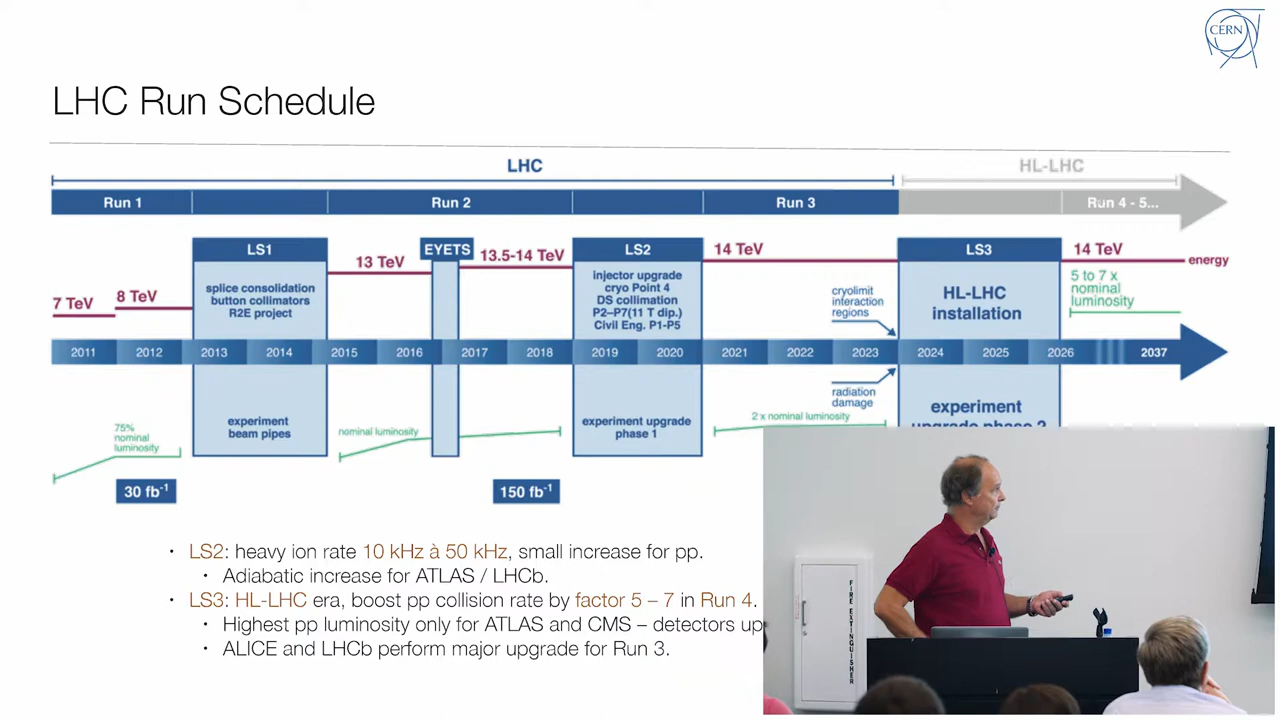 CERN
LHC Run Schedule
LHC
HL-LHC
Run 1
Run 2
Run 3
Run 4 - 5...
LS1
EYETS
LS2
LS3
7 TeV
8 TeV
13 TeV
13.5-14 TeV
14 TeV
14 TeV
energy
splice consolidation
button collimators
R2E project
injector upgrade
cryo Point 4
DS collimation
P2–P7(11 T dip.)
Civil Eng. P1-P5
cryolimit
interaction
regions
HL-LHC
installation
5 to 7 x
nominal
luminosity
2011
2012
2013
2014
2015
2016
2017
2018
2019
2020
2021
2022
2023
2024
2025
2026
2037
75%
nominal
luminosity
experiment
beam pipes
nominal luminosity
experiment upgrade
phase 1
2 x nominal luminosity
radiation
damage
experiment
upgrade phase 2
30 fb-1
150 fb-1
• LS2: heavy ion rate 10 kHz à 50 kHz, small increase for pp.
• Adiabatic increase for ATLAS / LHCb.
• LS3: HL-LHC era, boost pp collision rate by factor 5 – 7 in Run 4.
• Highest pp luminosity only for ATLAS and CMS – detectors up
• ALICE and LHCb perform major upgrade for Run 3.
FIRE EXTINGUISHER